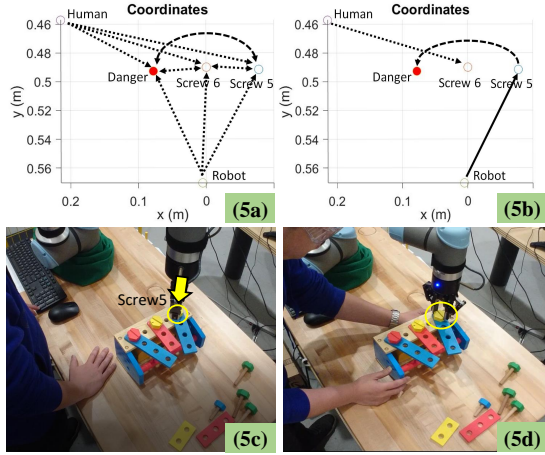 Coordinates
Human
Danger
Screw 6
Screw 5
Robot
0.46
0.48
0.5
0.52
0.54
0.56
y (m)
0.2
0.1
0
x (m)
(5a)
Coordinates
Human
Danger
Screw 6
Screw 5
Robot
0.46
0.48
0.5
0.52
0.54
0.56
y (m)
0.2
0.1
0
x (m)
(5b)
Screw5
(5c)
(5d)